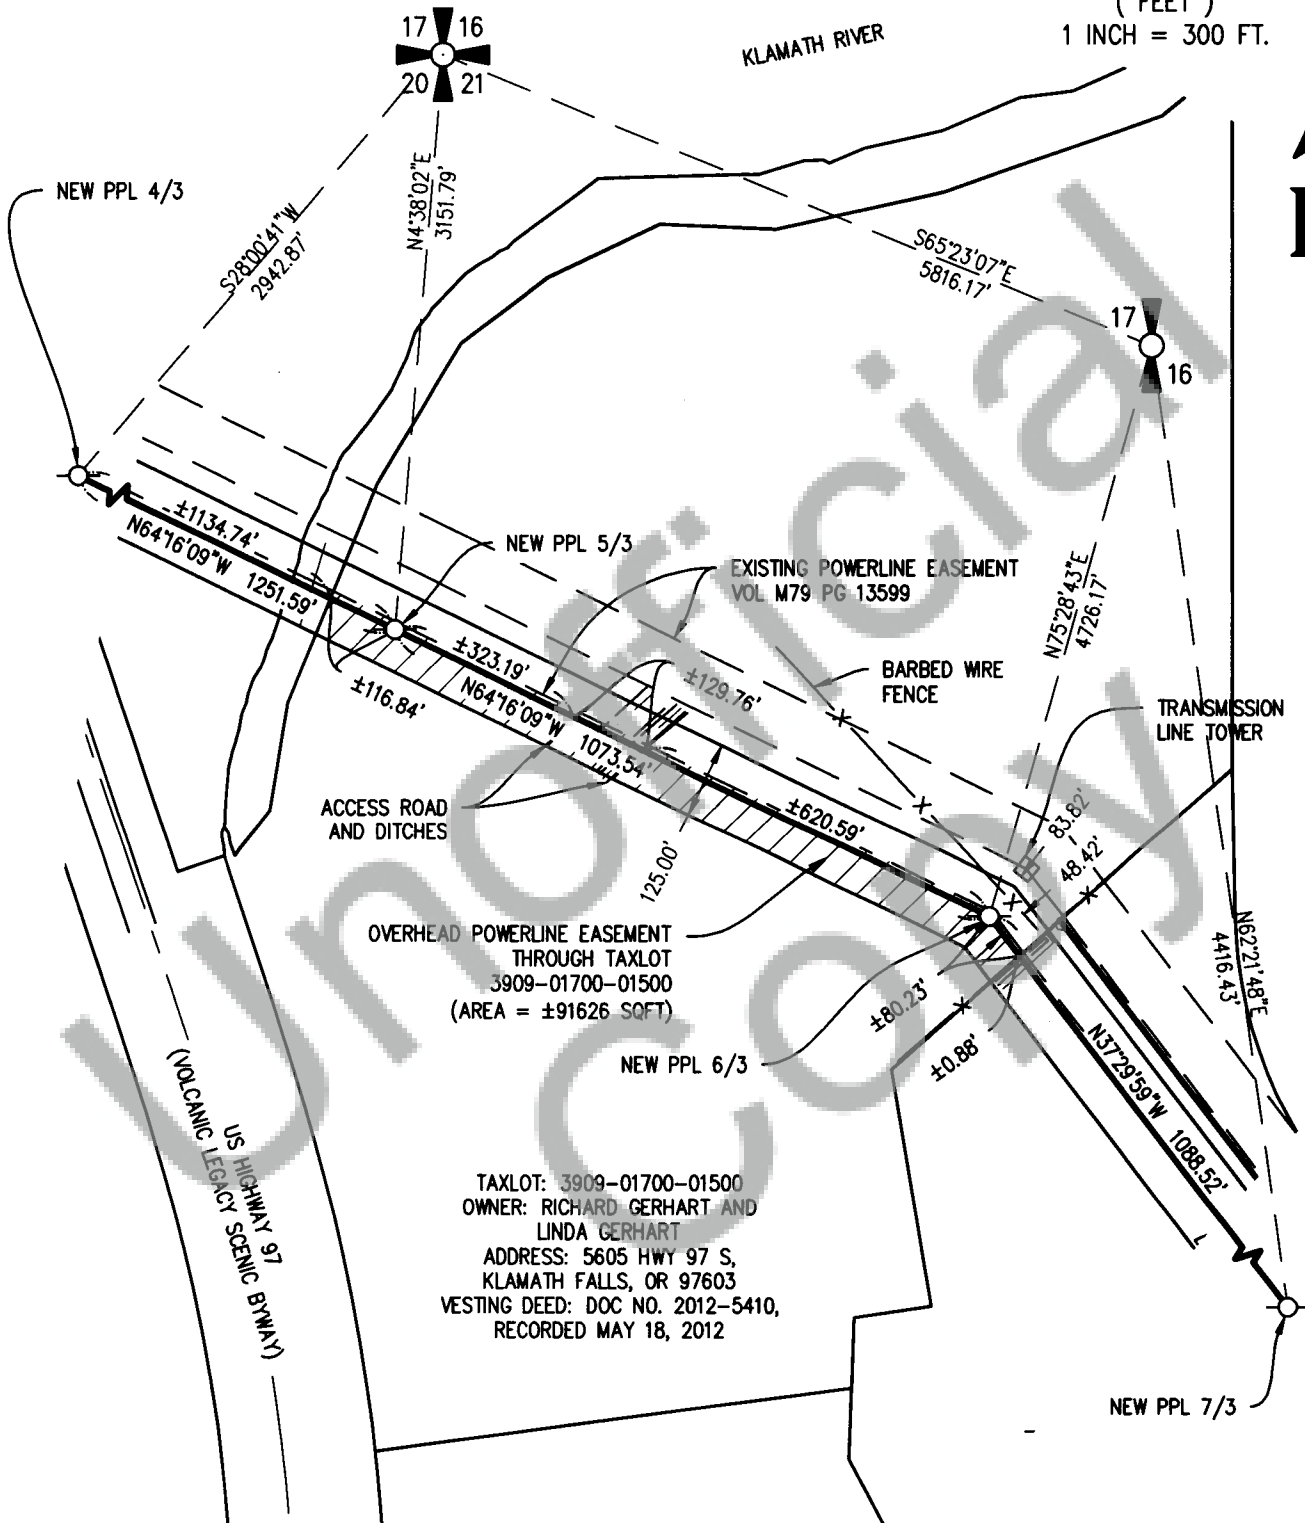 ( FEET )
1 INCH = 300 FT.
17 16
20 21
KLAMATH RIVER
NEW PPL 4/3
S28°00'41"W
2942.87'
N4°38'02"E
3151.79'
S65°23'07"E
5816.17'
17
16
±1134.74'
N64°16'09"W 1251.59'
NEW PPL 5/3
EXISTING POWERLINE EASEMENT
VOL M79 PG 13599
N75°28'43"E
4726.17'
±323.19'
N64°16'09"W 1073.54'
±116.84'
±129.76'
BARBED WIRE
FENCE
TRANSMISSION
LINE TOWER
ACCESS ROAD
AND DITCHES
125.00'
±620.59'
83.82'
48.42'
OVERHEAD POWERLINE EASEMENT
THROUGH TAXLOT
3909-01700-01500
(AREA = ±91626 SQFT)
N62°21'48"E
4416.43'
±80.23'
±0.88'
NEW PPL 6/3
N37°29'59"W 1088.52'
US HIGHWAY 97
(VOLCANIC LEGACY SCENIC BYWAY)
TAXLOT: 3909-01700-01500
OWNER: RICHARD GERHART AND
LINDA GERHART
ADDRESS: 5605 HWY 97 S,
KLAMATH FALLS, OR 97603
VESTING DEED: DOC NO. 2012-5410,
RECORDED MAY 18, 2012
NEW PPL 7/3
Unofficial
Copy